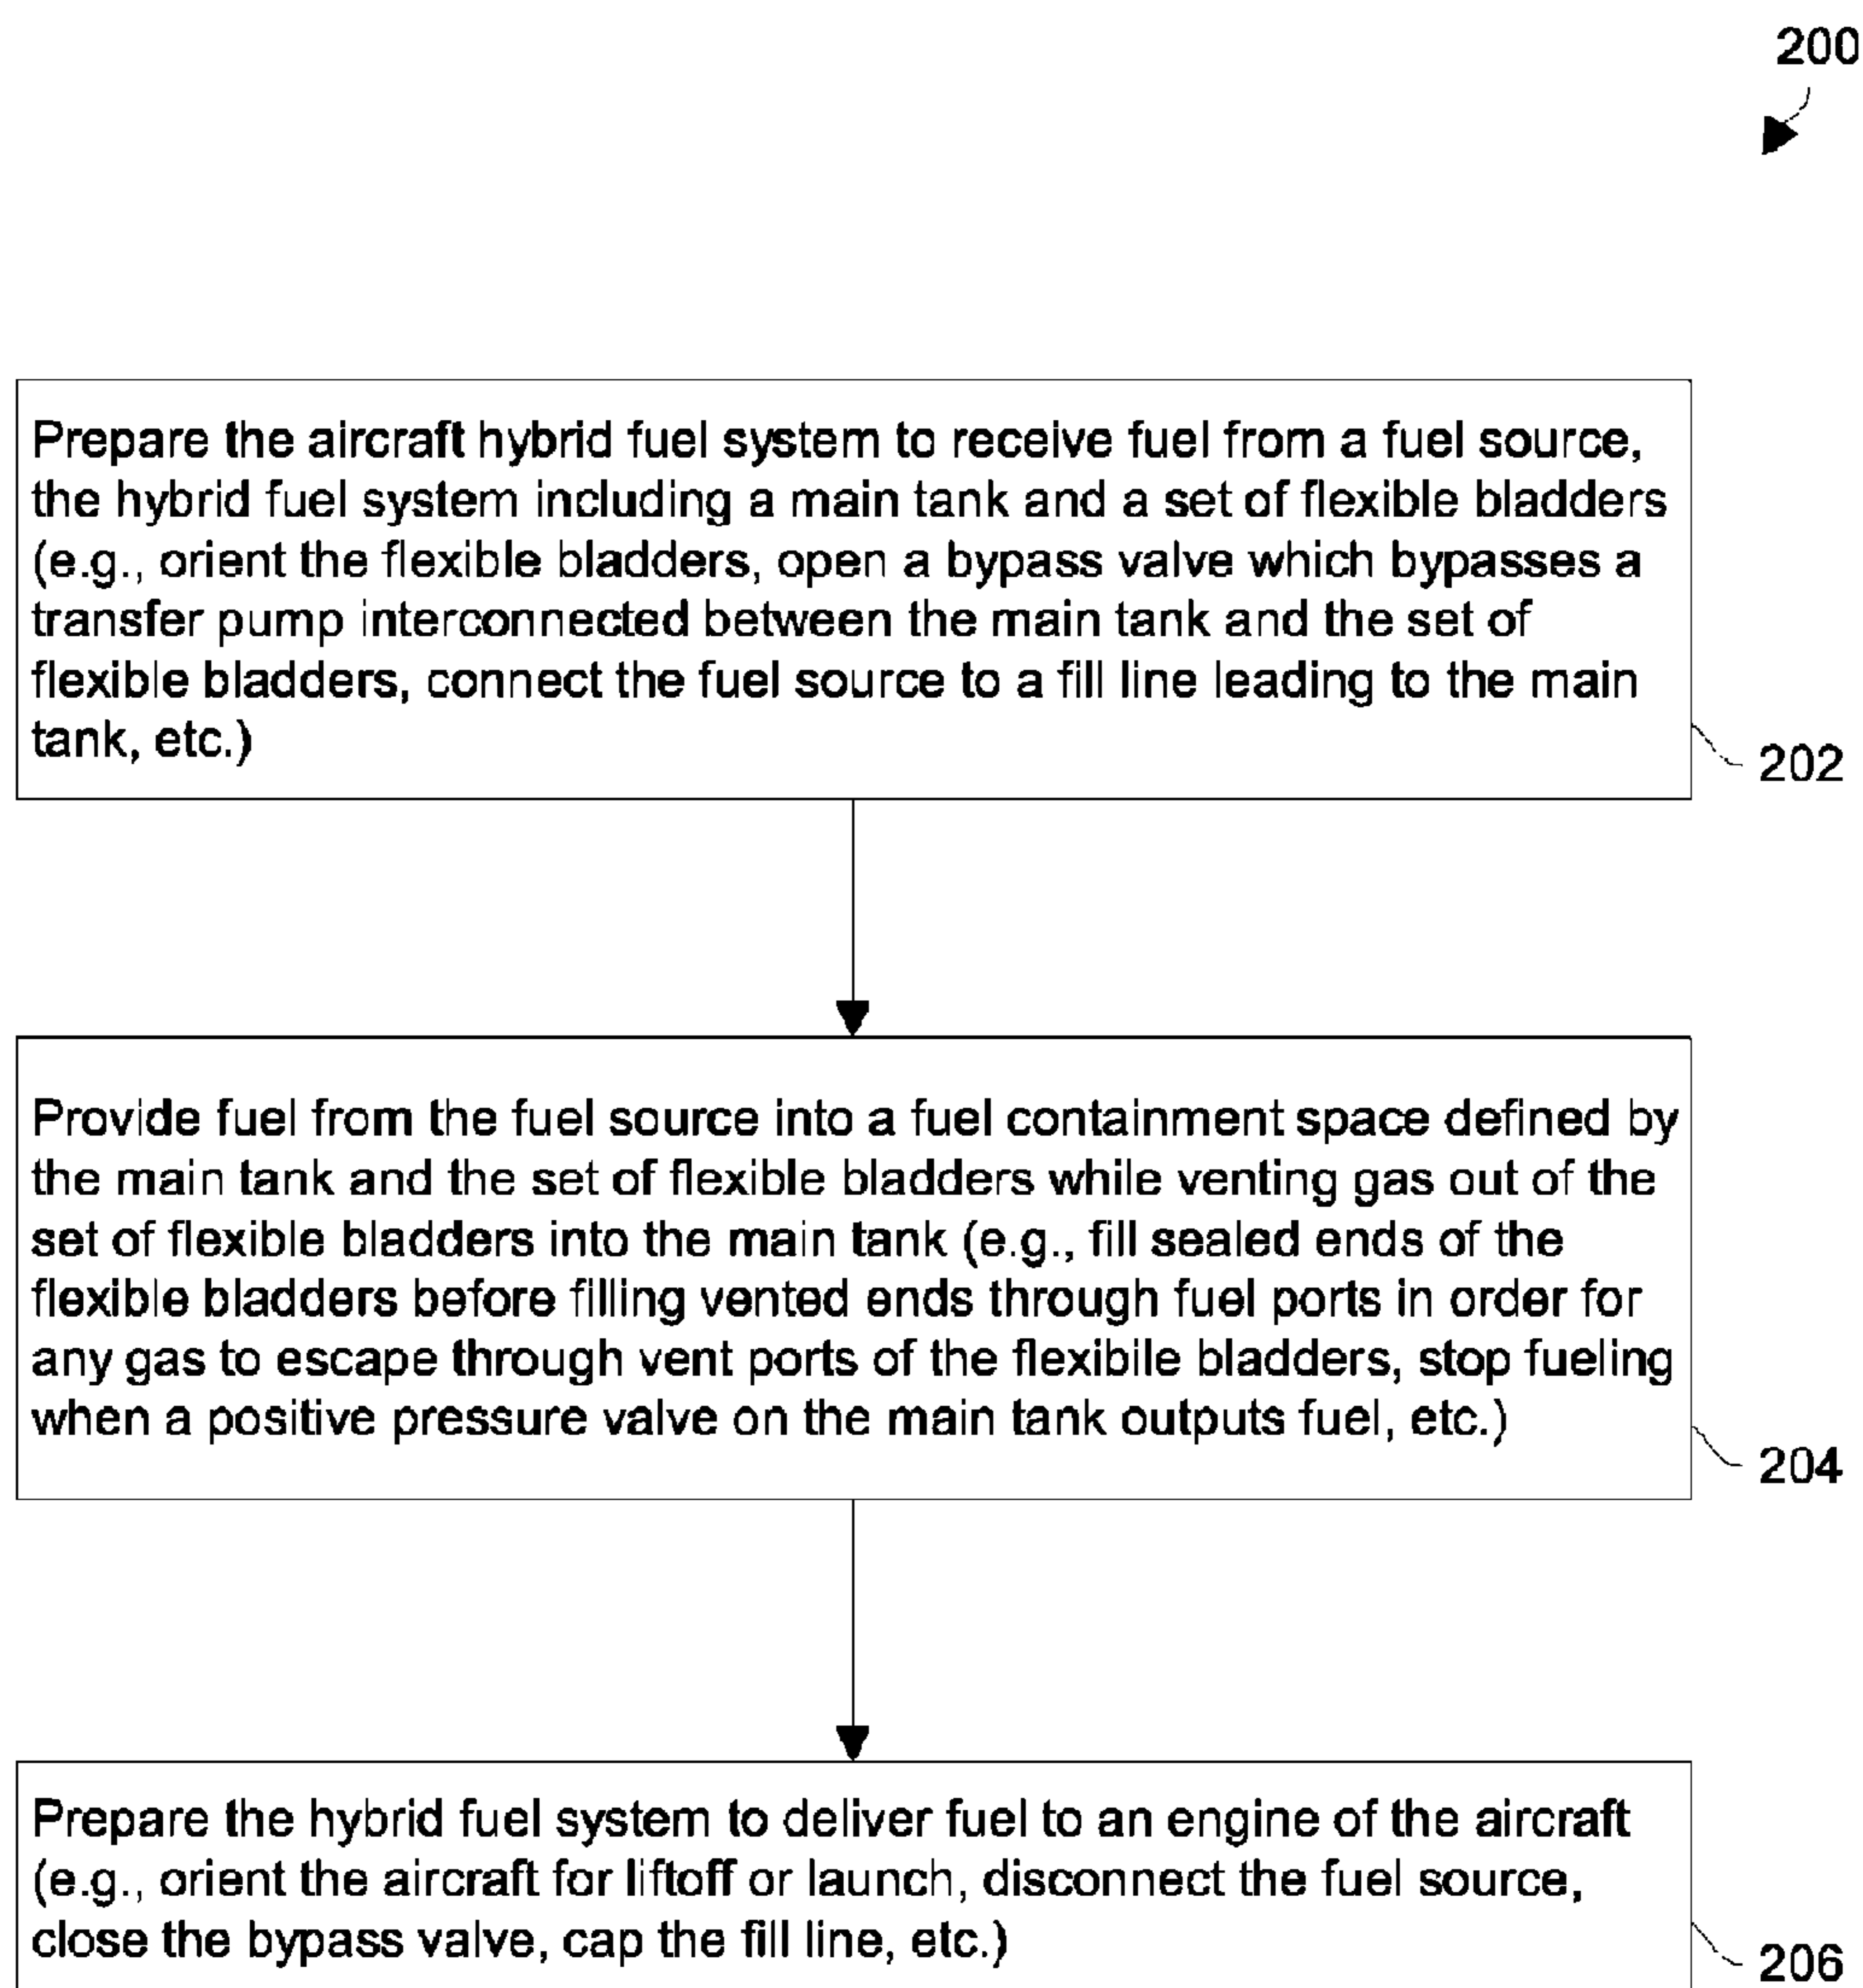 200
Prepare the aircraft hybrid fuel system to receive fuel from a fuel source,
the hybrid fuel system including a main tank and a set of flexible bladders
(e.g., orient the flexible bladders, open a bypass valve which bypasses a
transfer pump interconnected between the main tank and the set of
flexible bladders, connect the fuel source to a fill line leading to the main
tank, etc.)
202
Provide fuel from the fuel source into a fuel containment space defined by
the main tank and the set of flexible bladders while venting gas out of the
set of flexible bladders into the main tank (e.g., fill sealed ends of the
flexible bladders before filling vented ends through fuel ports in order for
any gas to escape through vent ports of the flexibile bladders, stop fueling
when a positive pressure valve on the main tank outputs fuel, etc.)
204
Prepare the hybrid fuel system to deliver fuel to an engine of the aircraft
(e.g., orient the aircraft for liftoff or launch, disconnect the fuel source,
close the bypass valve, cap the fill line, etc.)
206